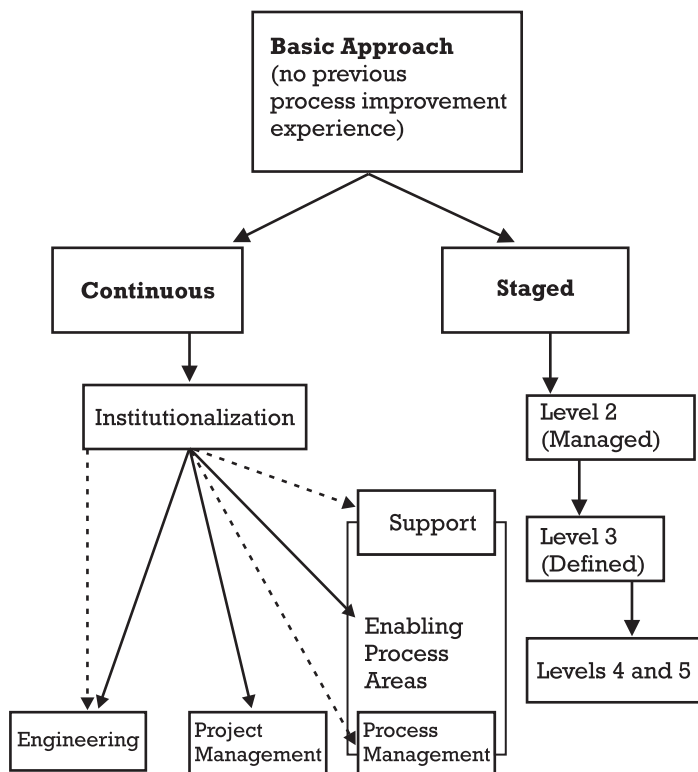 Basic Approach
(no previous
process improvement
experience)
Continuous
Staged
Institutionalization
Level 2
(Managed)
Support
Level 3
(Defined)
Enabling
Process
Areas
Levels 4 and 5
Engineering
Project
Management
Process
Management